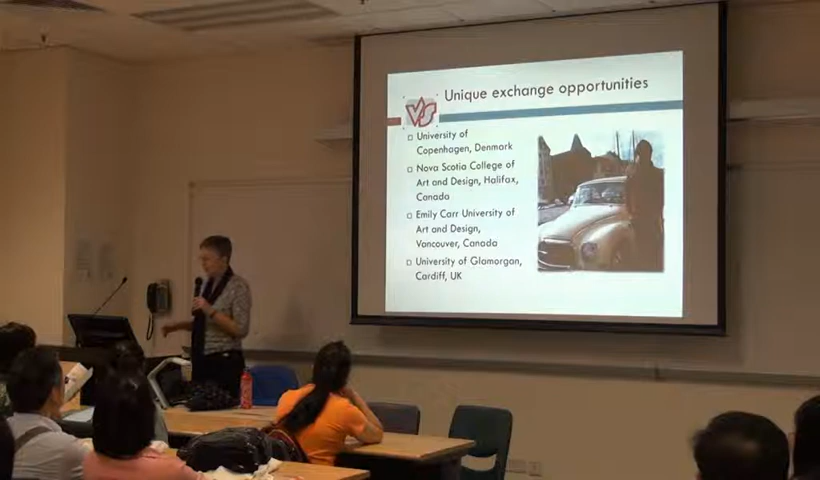 Unique exchange opportunities
VS
University of
Copenhagen, Denmark
Nova Scotia College of
Art and Design, Halifax,
Canada
Emily Carr University of
Art and Design,
Vancouver, Canada
University of Glamorgan,
Cardiff, UK